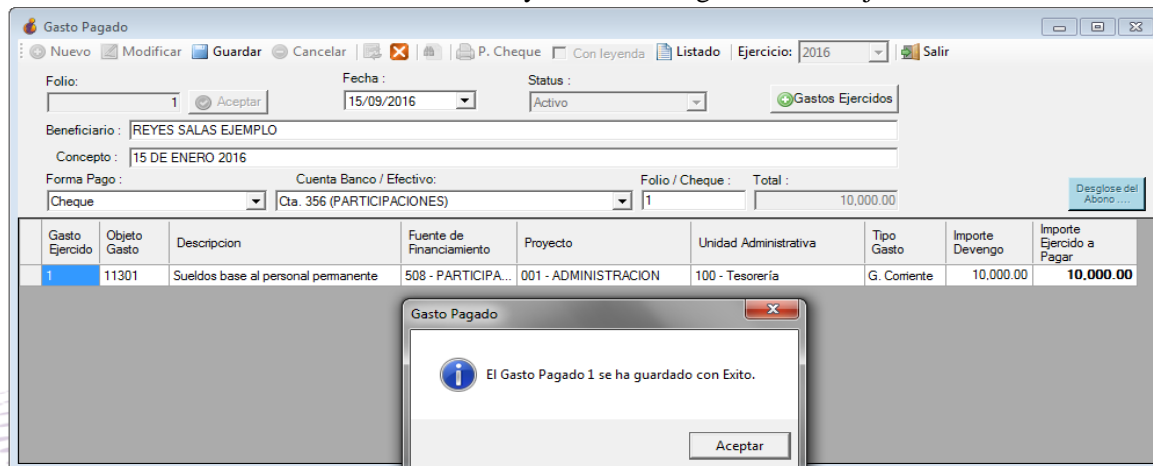 Gasto Pagado
Nuevo Modificar Guardar Cancelar P. Cheque Con leyenda Listado Ejercicio: 2016 Salir
Folio: Fecha : Status :
1 Aceptar 15/09/2016 Activo Gastos Ejercidos
Beneficiario : REYES SALAS EJEMPLO
Concepto : 15 DE ENERO 2016
Forma Pago : Cuenta Banco / Efectivo: Folio / Cheque : Total :
Cheque Cta. 356 (PARTICIPACIONES) 1 10,000.00
Desglose del
Abono ....
Gasto Ejercido Objeto Gasto Descripcion Fuente de Financiamiento Proyecto Unidad Administrativa Tipo Gasto Importe Devengo Importe Ejercido a Pagar
1 11301 Sueldos base al personal permanente 508 - PARTICIPA... 001 - ADMINISTRACION 100 - Tesorería G. Corriente 10,000.00 10,000.00
Gasto Pagado
El Gasto Pagado 1 se ha guardado con Exito.
Aceptar